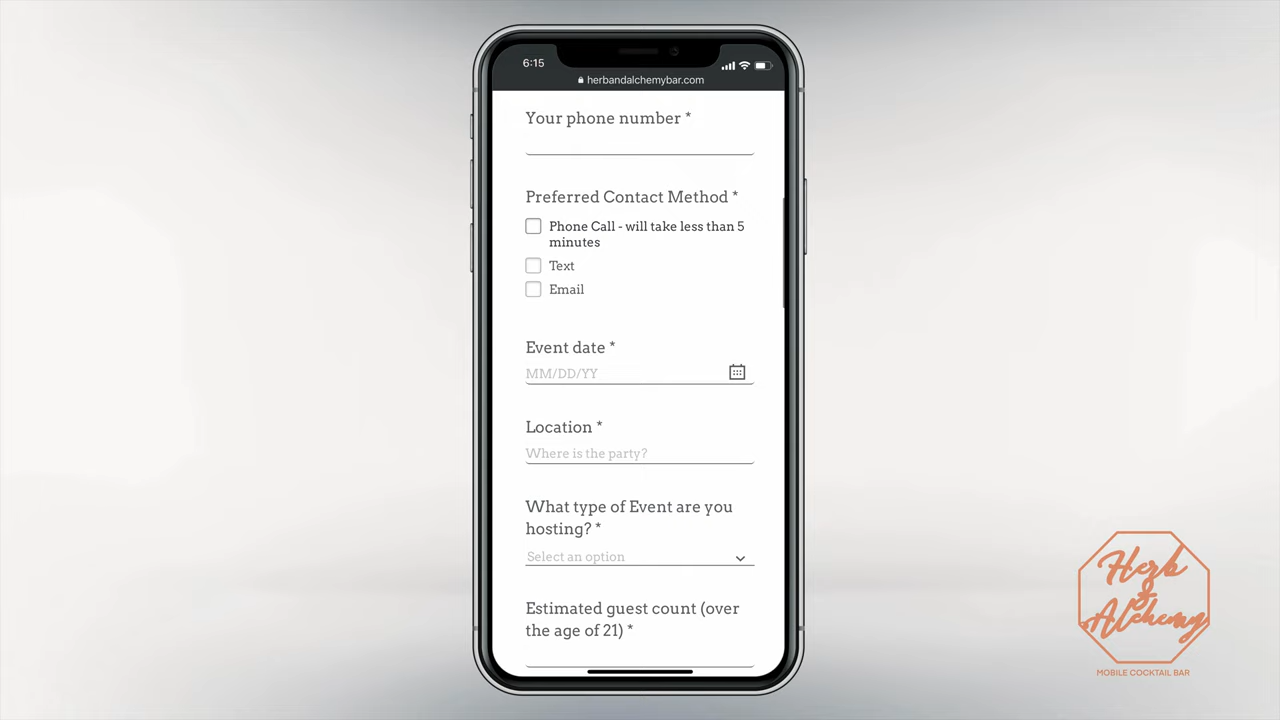 6:15
herbandalchemybar.com
Your phone number *
Preferred Contact Method *
Phone Call - will take less than 5
minutes
Text
Email
Event date *
MM/DD/YY
Location *
Where is the party?
What type of Event are you
hosting? *
Select an option
Estimated guest count (over
the age of 21) *
Herb
&
Alchemy
MOBILE COCKTAIL BAR